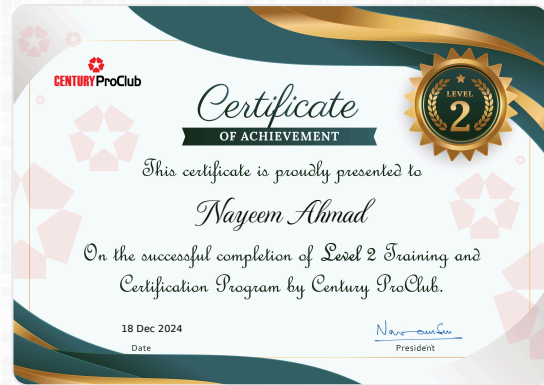 CENTURY ProClub
Certificate
OF ACHIEVEMENT
LEVEL
2
This certificate is proudly presented to
Nayeem Ahmad
On the successful completion of Level 2 Training and
Certification Program by Century ProClub.
18 Dec 2024
Date
President